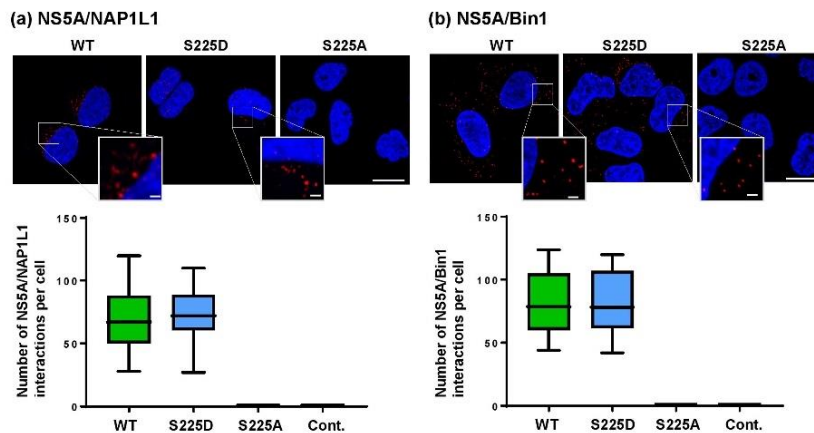 (a) NS5A/NAP1L1
WT S225D S225A
Number of NS5A/NAP1L1
interactions per cell
150
100
50
0
WT S225D S225A Cont.
(b) NS5A/Bin1
WT S225D S225A
Number of NS5A/Bin1
interactions per cell
150
100
50
0
WT S225D S225A Cont.